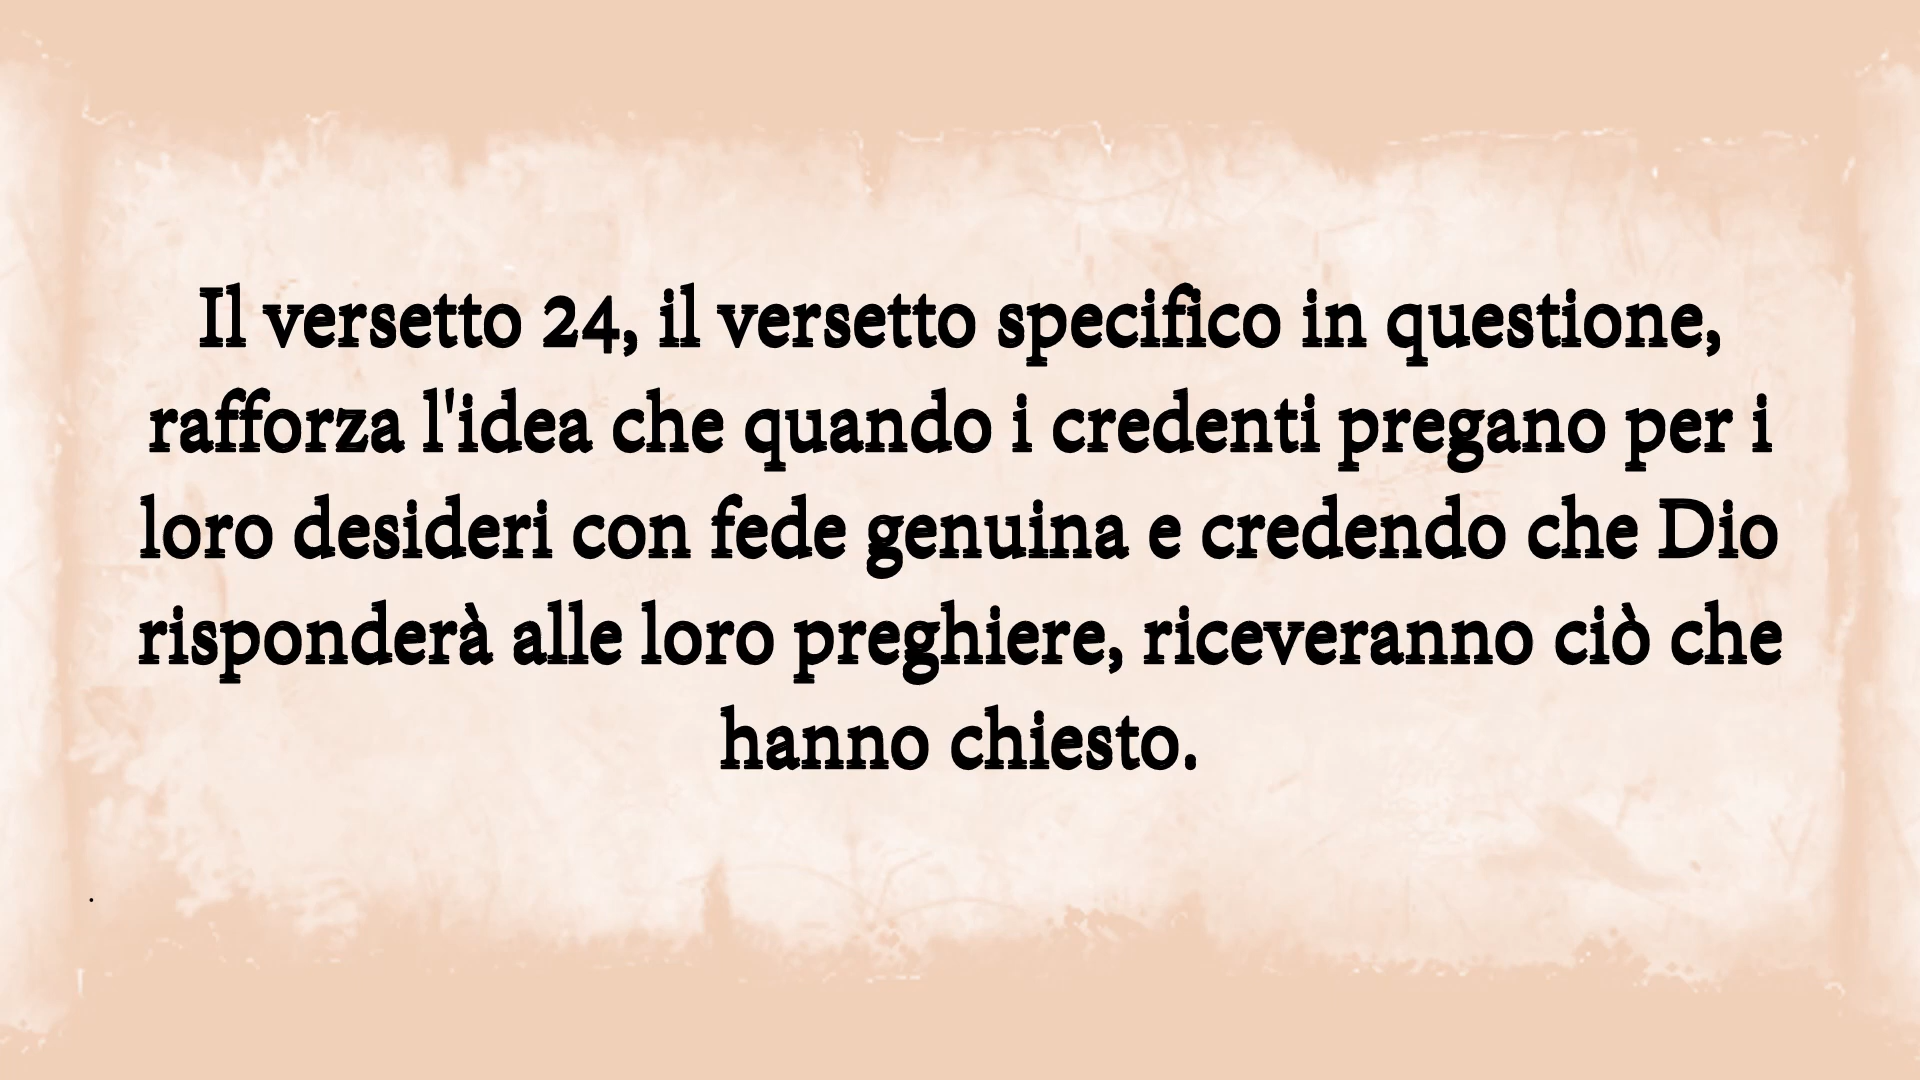 Il versetto 24, il versetto specifico in questione,
rafforza l'idea che quando i credenti pregano per i
loro desideri con fede genuina e credendo che Dio
risponderà alle loro preghiere, riceveranno ciò che
hanno chiesto.
.